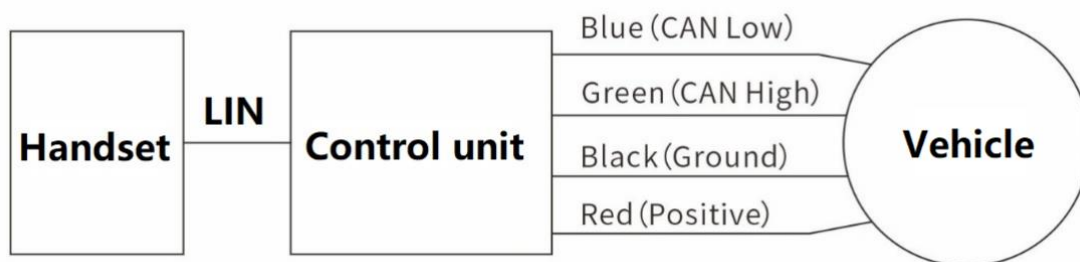 Blue (CAN Low)
Green (CAN High)
LIN
Handset
Control unit
Vehicle
Black (Ground)
Red (Positive)